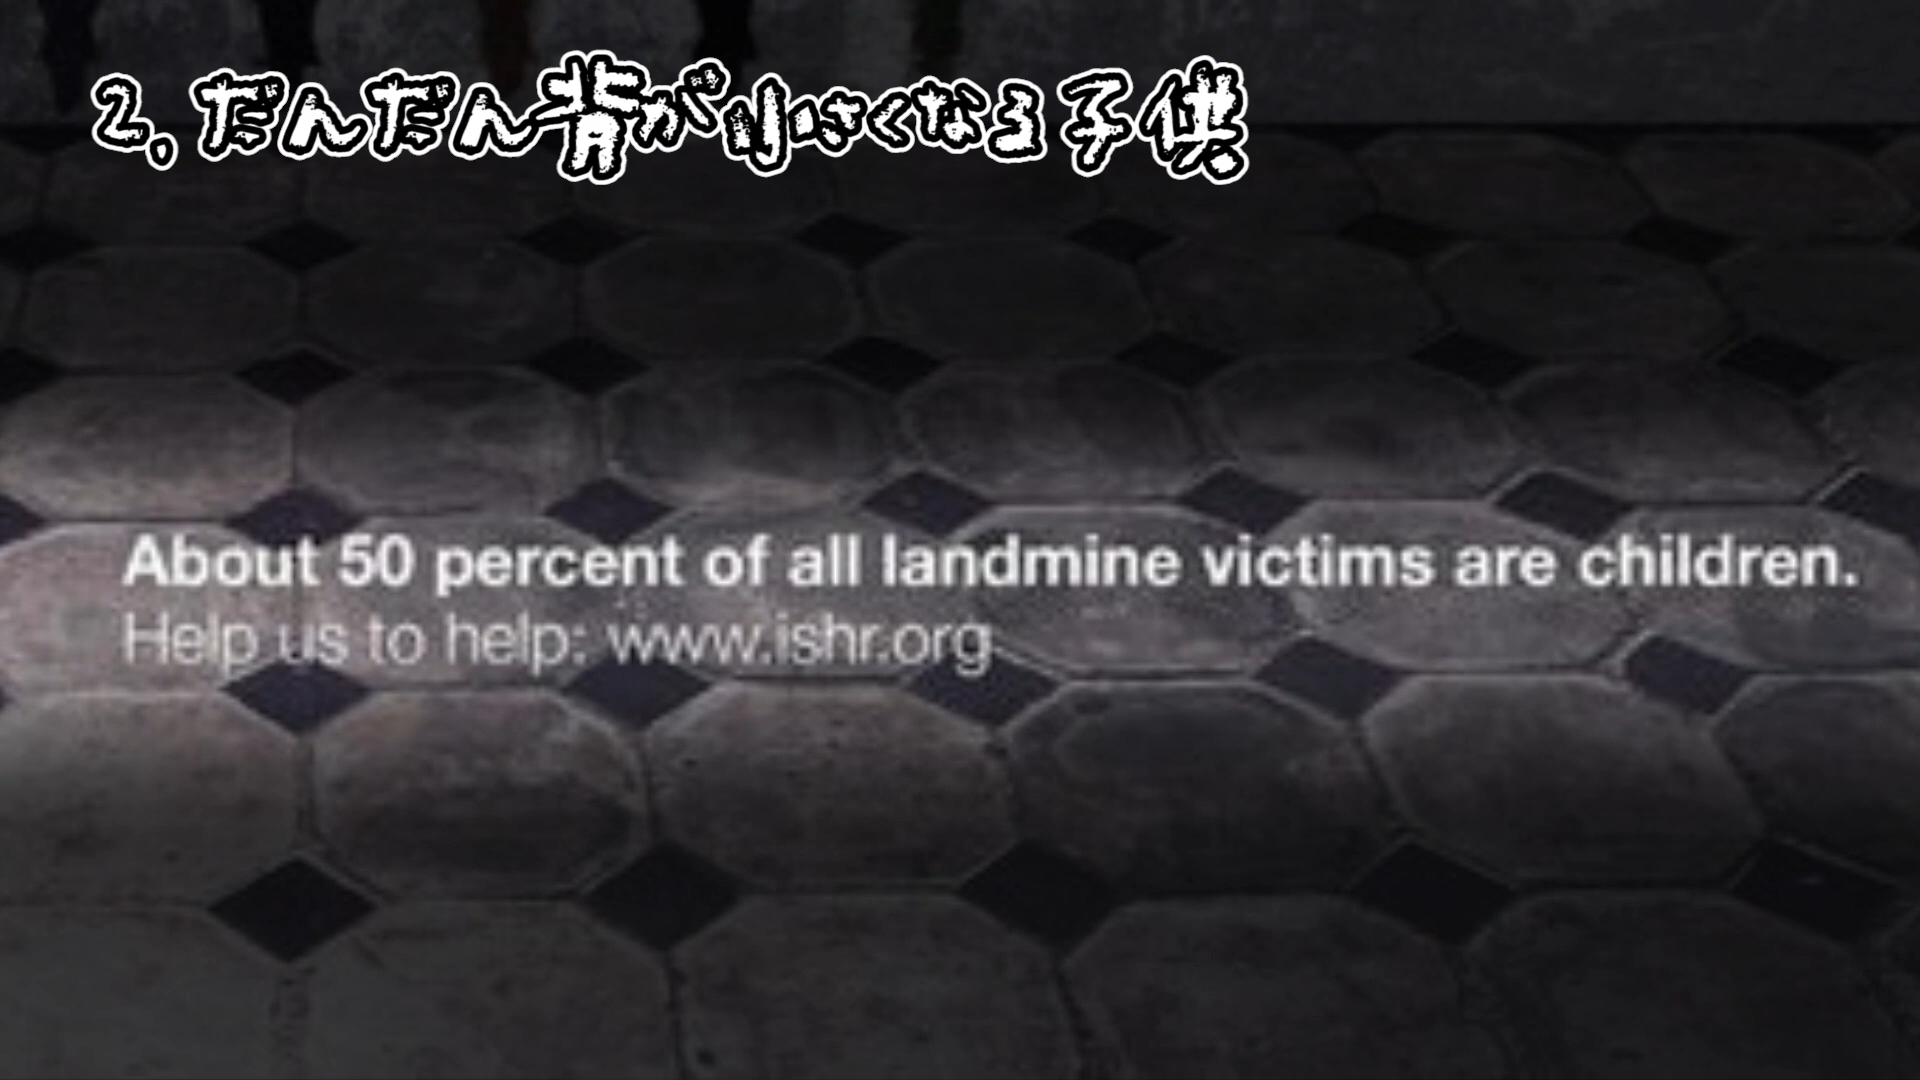 2. だんだん背が小さくなる子供
About 50 percent of all landmine victims are children.
Help us to help: www.ishr.org